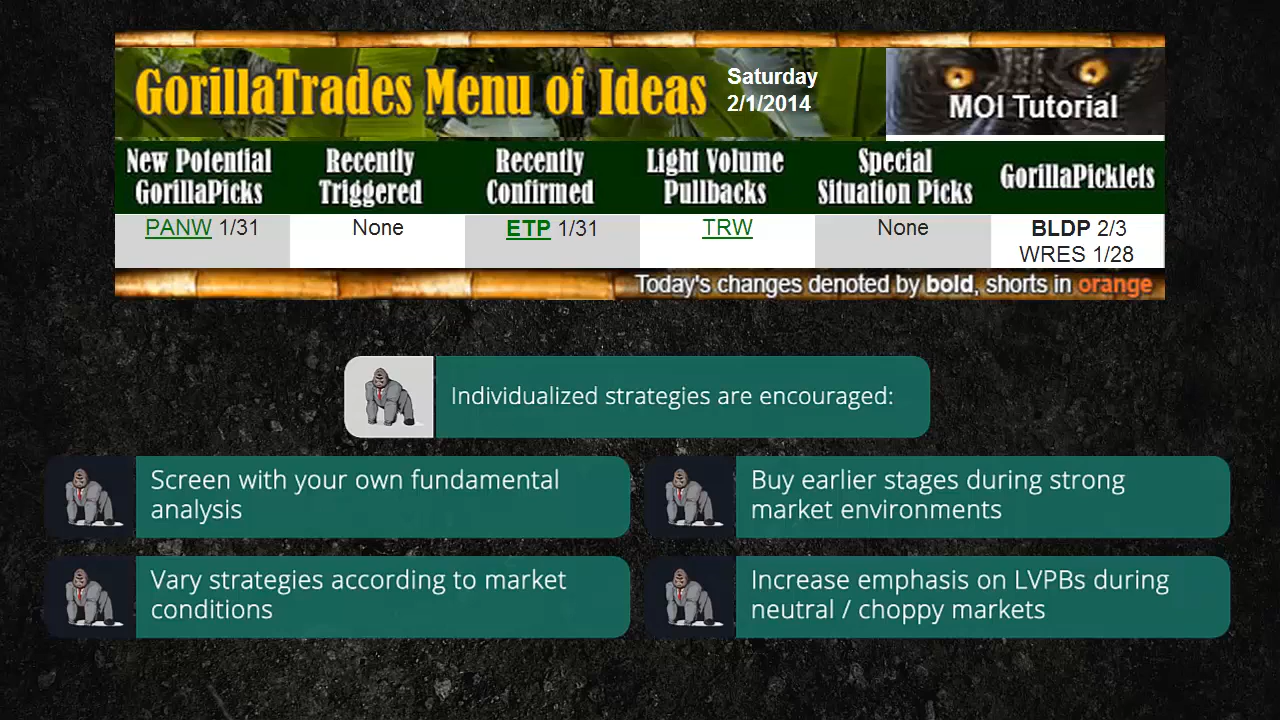 GorillaTrades Menu of Ideas
Saturday
2/1/2014
MOI Tutorial
New Potential
GorillaPicks
Recently
Triggered
Recently
Confirmed
Light Volume
Pullbacks
Special
Situation Picks
GorillaPicklets
PANW 1/31
None
ETP 1/31
TRW
None
BLDP 2/3
WRES 1/28
Today's changes denoted by bold, shorts in orange
Individualized strategies are encouraged:
Screen with your own fundamental
analysis
Buy earlier stages during strong
market environments
Vary strategies according to market
conditions
Increase emphasis on LVPBs during
neutral / choppy markets